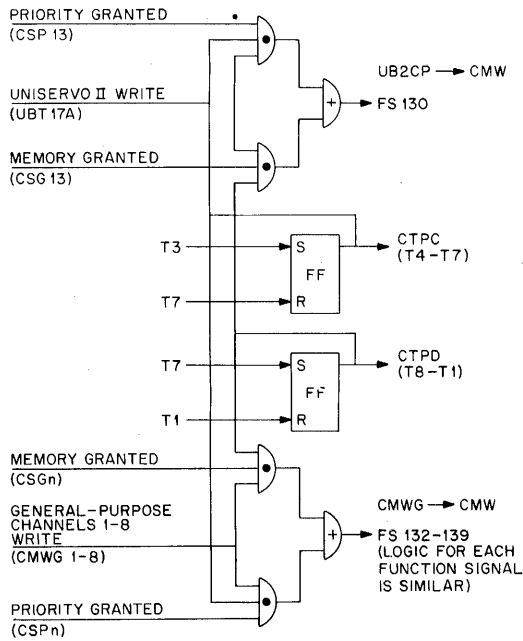 PRIORITY GRANTED
(CSP 13)
UB2CP → CMW
UNISERVO II WRITE
(UBT 17A)
+
FS 130
MEMORY GRANTED
(CSG 13)
T3
S
FF
CTPC
(T4-T7)
T7
R
T7
S
FF
CTPD
(T8-T1)
T1
R
MEMORY GRANTED
(CSGn)
GENERAL-PURPOSE
CHANNELS 1-8
WRITE
(CMWG 1-8)
CMWG → CMW
+
FS 132-139
(LOGIC FOR EACH
FUNCTION SIGNAL
IS SIMILAR)
PRIORITY GRANTED
(CSPn)